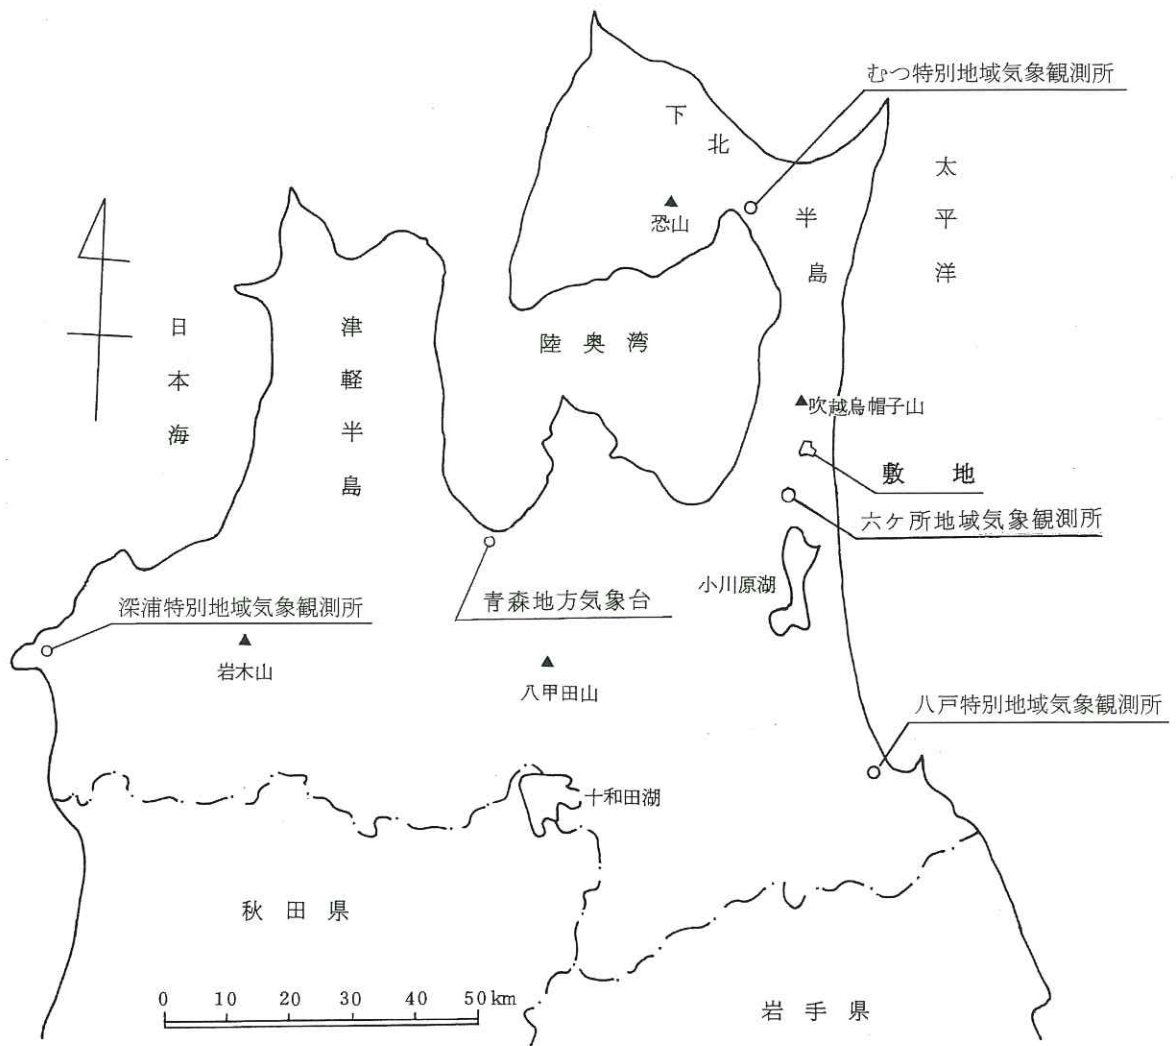 むつ特別地域気象観測所
下北半島
太平洋
恐山
日本海
津軽半島
陸奥湾
吹越烏帽子山
敷地
六ケ所地域気象観測所
小川原湖
青森地方気象台
深浦特別地域気象観測所
岩木山
八甲田山
八戸特別地域気象観測所
十和田湖
秋田県
岩手県
0 10 20 30 40 50km